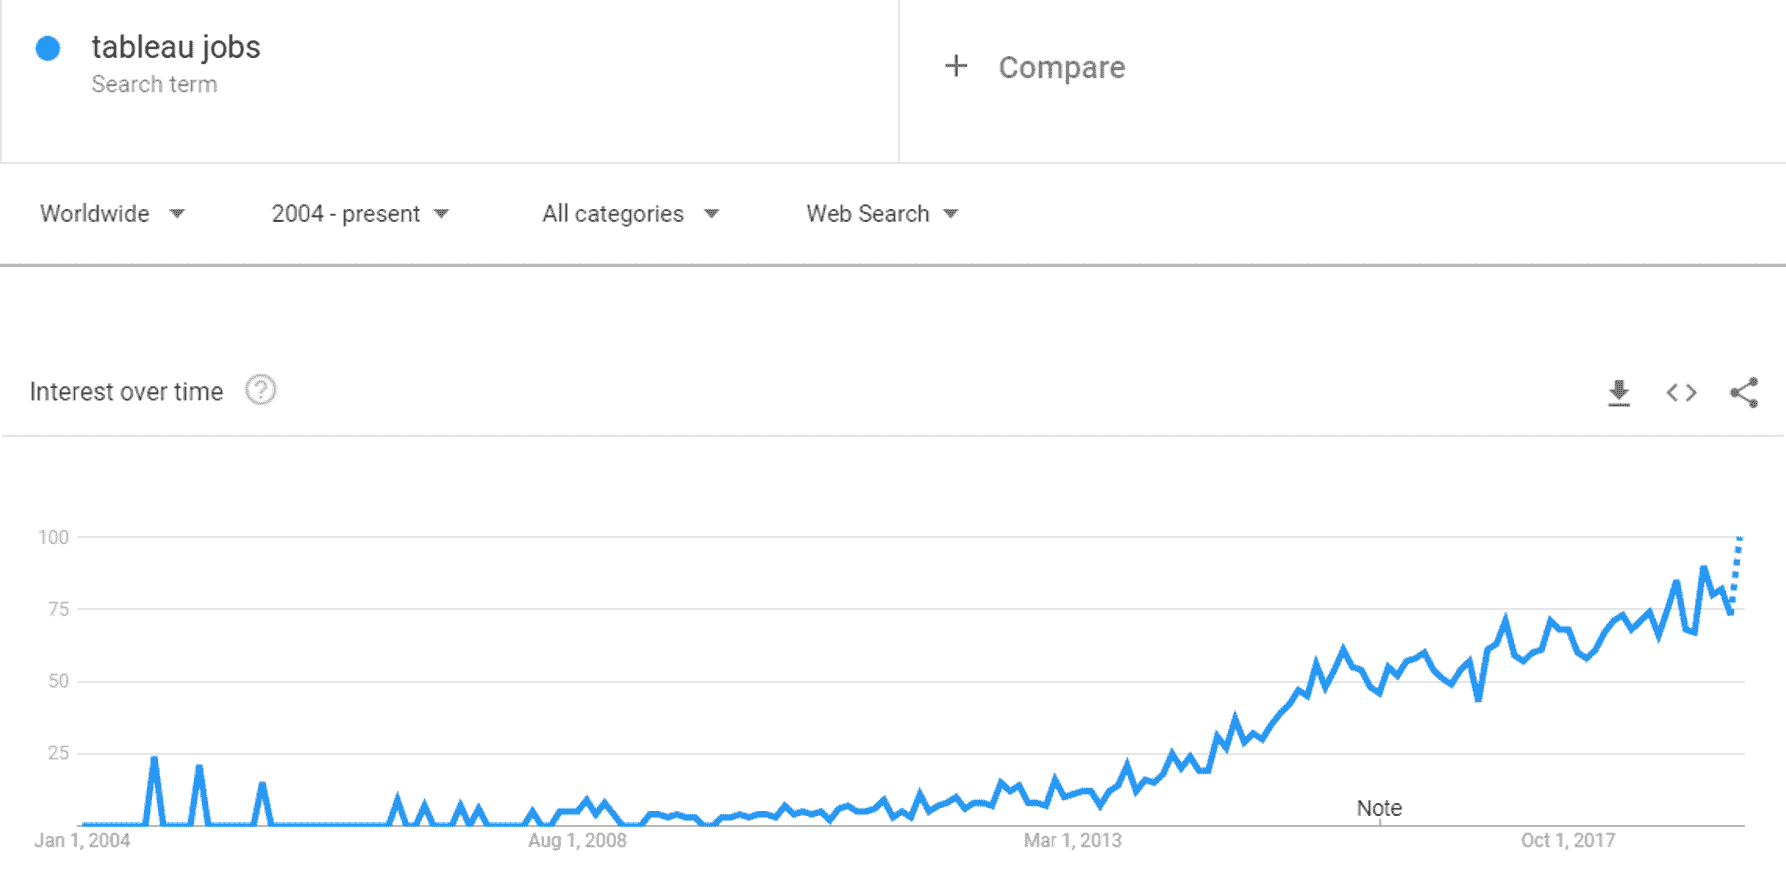 tableau jobs
Search term
+ Compare
Worldwide
2004 - present
All categories
Web Search
Interest over time ?
100
75
50
25
Note
Jan 1, 2004
Aug 1, 2008
Mar 1, 2013
Oct 1, 2017